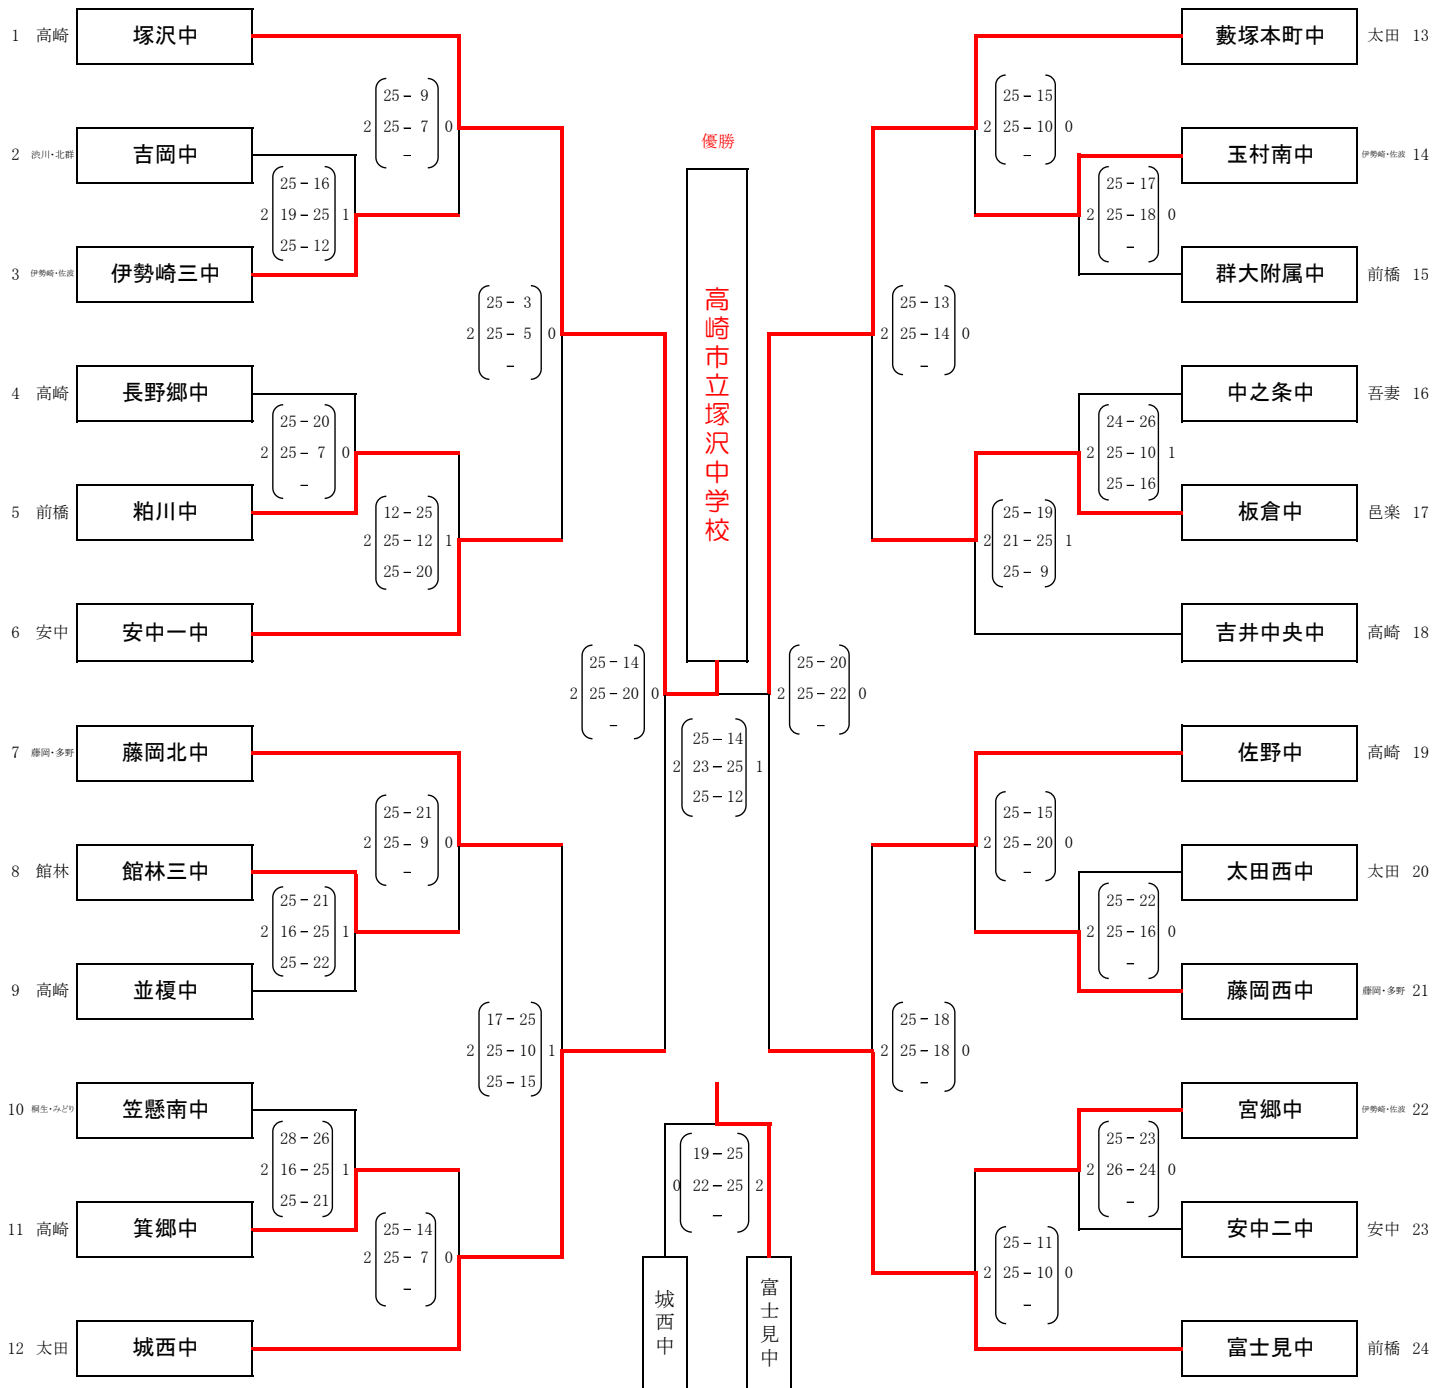 1 高崎 塚沢中
2 渋川・北群 吉岡中
3 伊勢崎・佐波 伊勢崎三中
4 高崎 長野郷中
5 前橋 粕川中
6 安中 安中一中
7 藤岡・多野 藤岡北中
8 館林 館林三中
9 高崎 並榎中
10 桐生・みどり 笠懸南中
11 高崎 箕郷中
12 太田 城西中
25 - 9
2 25 - 7 0
-
25 - 16
2 19 - 25 1
25 - 12
25 - 3
2 25 - 5 0
-
25 - 20
2 25 - 7 0
-
12 - 25
2 25 - 12 1
25 - 20
25 - 14
2 25 - 20 0
-
25 - 21
2 25 - 9 0
-
25 - 21
2 16 - 25 1
25 - 22
17 - 25
2 25 - 10 1
25 - 15
28 - 26
2 16 - 25 1
25 - 21
25 - 14
2 25 - 7 0
-
優勝
高崎市立塚沢中学校
25 - 14
2 23 - 25 1
25 - 12
19 - 25
0 22 - 25 2
-
城西中
富士見中
25 - 15
2 25 - 10 0
-
25 - 17
2 25 - 18 0
-
25 - 13
2 25 - 14 0
-
24 - 26
2 25 - 10 1
25 - 16
25 - 19
2 21 - 25 1
25 - 9
25 - 20
2 25 - 22 0
-
25 - 15
2 25 - 20 0
-
25 - 22
2 25 - 16 0
-
25 - 18
2 25 - 18 0
-
25 - 23
2 26 - 24 0
-
25 - 11
2 25 - 10 0
-
藪塚本町中 太田 13
玉村南中 伊勢崎・佐波 14
群大附属中 前橋 15
中之条中 吾妻 16
板倉中 邑楽 17
吉井中央中 高崎 18
佐野中 高崎 19
太田西中 太田 20
藤岡西中 藤岡・多野 21
宮郷中 伊勢崎・佐波 22
安中二中 安中 23
富士見中 前橋 24